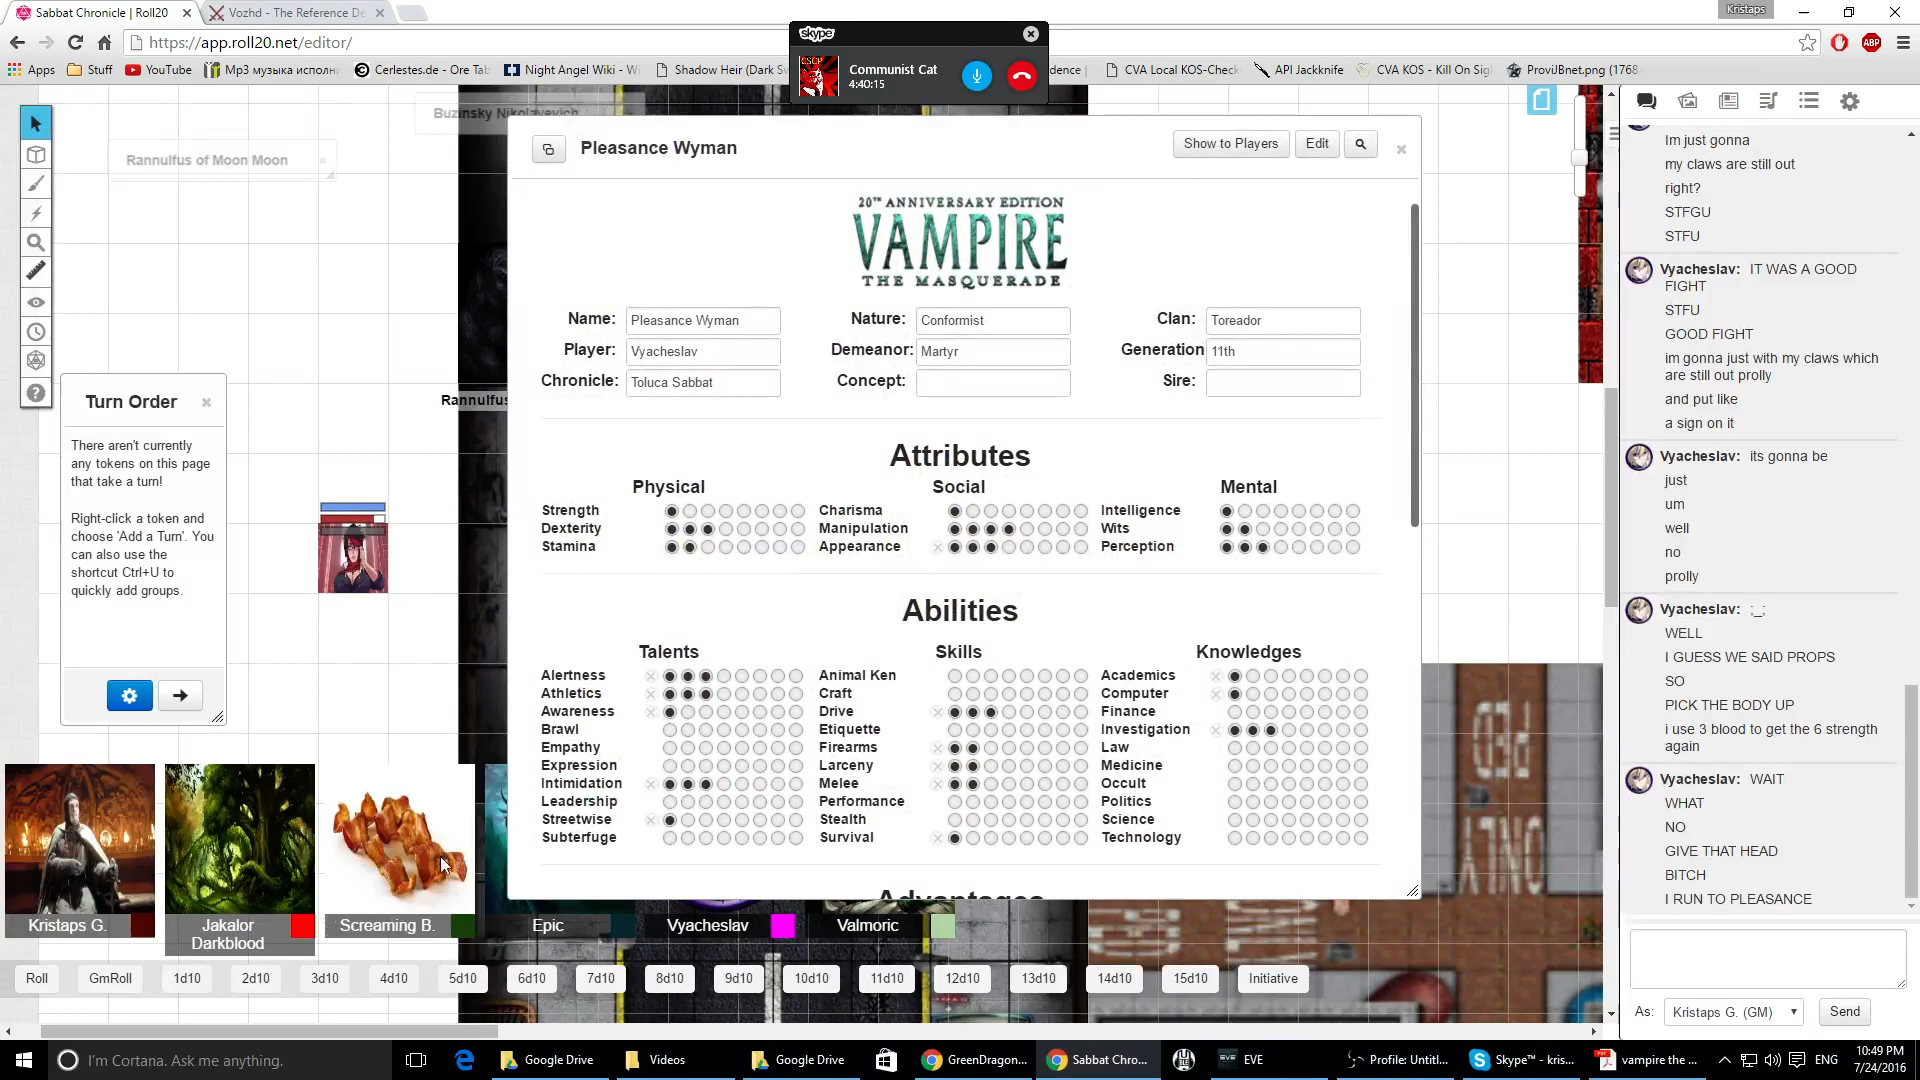 Sabbat Chronicle | Roll20
Vozhd - The Reference De
Kristaps
https://app.roll20.net/editor/
Apps
Stuff
YouTube
Mp3 музыка исполни
Cerlestes.de - Ore Tab
Night Angel Wiki - Wi
Shadow Heir (Dark Sw
dence |
CVA Local KOS-Check
API Jackknife
CVA KOS - Kill On Sigh
ProviJBnet.png (1768×
skype
Communist Cat
4:40:15
Buzinsky Nikolayevich
Rannulfus of Moon Moon
Rannulfus
Turn Order
There aren't currently
any tokens on this page
that take a turn!
Right-click a token and
choose 'Add a Turn'. You
can also use the
shortcut Ctrl+U to
quickly add groups.
Pleasance Wyman
Show to Players
Edit
20TH ANNIVERSARY EDITION
VAMPIRE
THE MASQUERADE
Name: Pleasance Wyman
Nature: Conformist
Clan: Toreador
Player: Vyacheslav
Demeanor: Martyr
Generation 11th
Chronicle: Toluca Sabbat
Concept:
Sire:
Attributes
Physical Social Mental
Strength Charisma Intelligence
Dexterity Manipulation Wits
Stamina Appearance Perception
Abilities
Talents Skills Knowledges
Alertness Animal Ken Academics
Athletics Craft Computer
Awareness Drive Finance
Brawl Etiquette Investigation
Empathy Firearms Law
Expression Larceny Medicine
Intimidation Melee Occult
Leadership Performance Politics
Streetwise Stealth Science
Subterfuge Survival Technology
Advantages
Kristaps G.
Jakalor
Darkblood
Screaming B.
Epic
Vyacheslav
Valmoric
Roll GmRoll 1d10 2d10 3d10 4d10 5d10 6d10 7d10 8d10 9d10 10d10 11d10 12d10 13d10 14d10 15d10 Initiative
Im just gonna
my claws are still out
right?
STFGU
STFU
Vyacheslav: IT WAS A GOOD
FIGHT
STFU
GOOD FIGHT
im gonna just with my claws which
are still out prolly
and put like
a sign on it
Vyacheslav: its gonna be
just
um
well
no
prolly
Vyacheslav: ;_;
WELL
I GUESS WE SAID PROPS
SO
PICK THE BODY UP
i use 3 blood to get the 6 strength
again
Vyacheslav: WAIT
WHAT
NO
GIVE THAT HEAD
BITCH
I RUN TO PLEASANCE
As: Kristaps G. (GM)
Send
I'm Cortana. Ask me anything.
Google Drive
Videos
Google Drive
GreenDragon...
Sabbat Chro...
EVE
EVE
Profile: Untitl...
Skype™ - kris...
vampire the ...
ENG
10:49 PM
7/24/2016